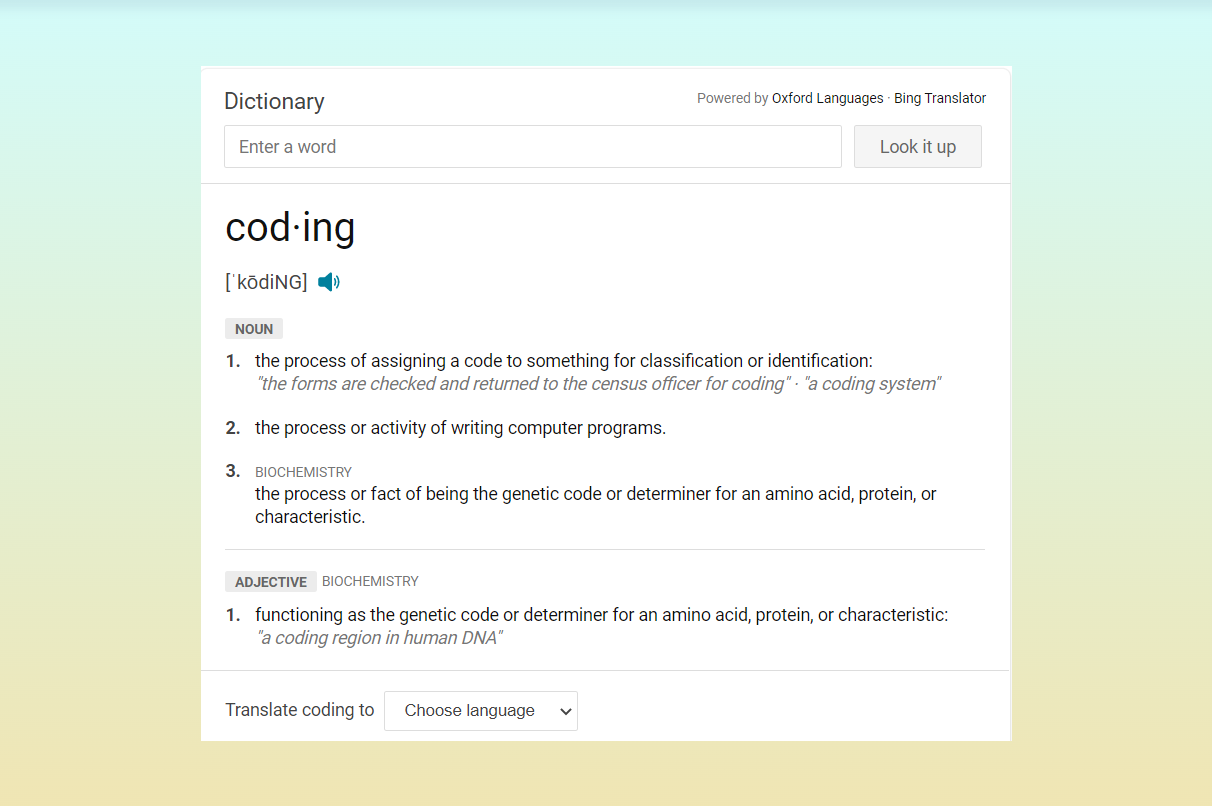 Dictionary
Powered by Oxford Languages · Bing Translator
Enter a word
Look it up
cod·ing
[ˈkōdiNG]
NOUN
1. the process of assigning a code to something for classification or identification:
"the forms are checked and returned to the census officer for coding" · "a coding system"
2. the process or activity of writing computer programs.
3. BIOCHEMISTRY
the process or fact of being the genetic code or determiner for an amino acid, protein, or
characteristic.
ADJECTIVE BIOCHEMISTRY
1. functioning as the genetic code or determiner for an amino acid, protein, or characteristic:
"a coding region in human DNA"
Translate coding to Choose language